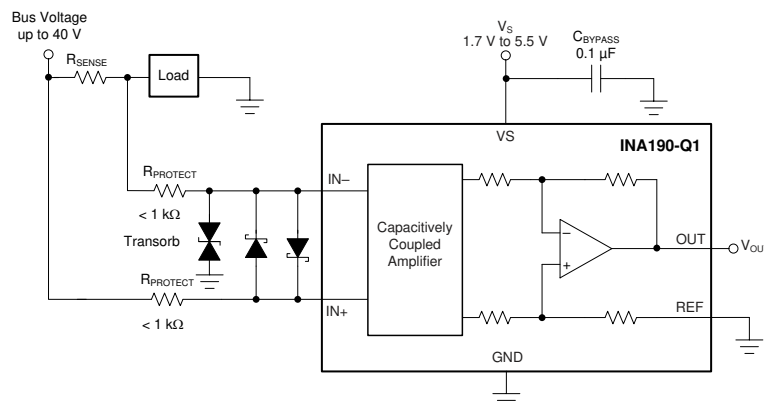 Bus Voltage
up to 40 V
RSENSE
Load
VS
1.7 V to 5.5 V
CBYPASS
0.1 µF
VS
INA190-Q1
RPROTECT
< 1 kΩ
Transorb
RPROTECT
< 1 kΩ
IN–
IN+
Capacitively
Coupled
Amplifier
–
+
OUT
VOU
REF
GND